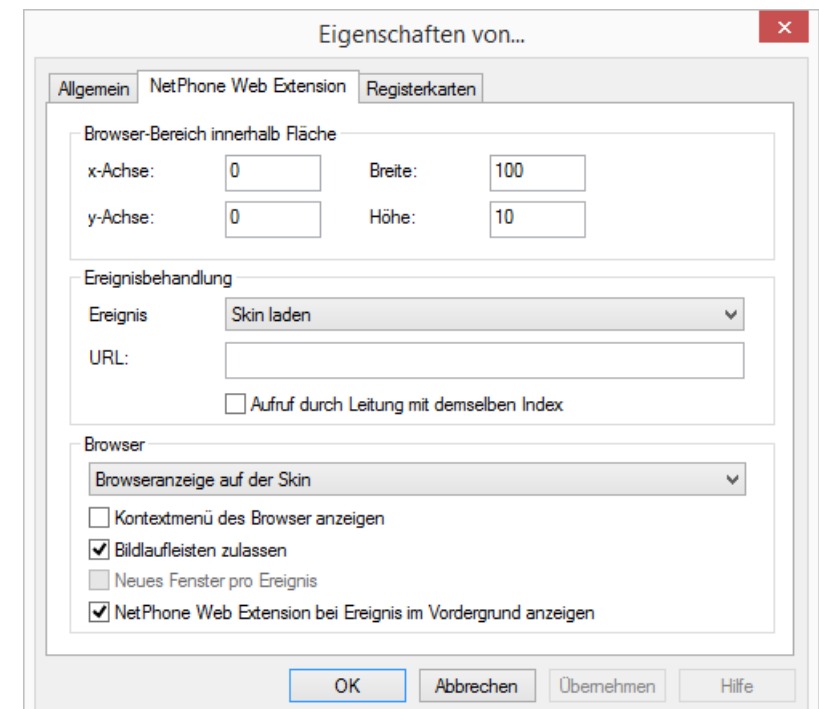 Eigenschaften von...
Allgemein NetPhone Web Extension Registerkarten
Browser-Bereich innerhalb Fläche
x-Achse: 0 Breite: 100
y-Achse: 0 Höhe: 10
Ereignisbehandlung
Ereignis Skin laden
URL:
Aufruf durch Leitung mit demselben Index
Browser
Browseranzeige auf der Skin
Kontextmenü des Browser anzeigen
Bildlaufleisten zulassen
Neues Fenster pro Ereignis
NetPhone Web Extension bei Ereignis im Vordergrund anzeigen
OK Abbrechen Übernehmen Hilfe